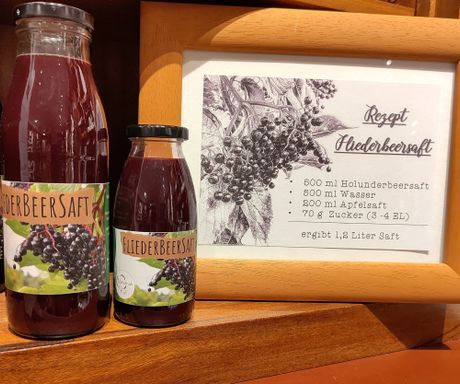 FLIEDERBEERSAFT
Rezept
Fliederbeersaft
• 500 ml Holunderbeersaft
• 500 ml Wasser
• 200 ml Apfelsaft
• 70 g Zucker (3 -4 EL)
ergibt 1,2 Liter Saft